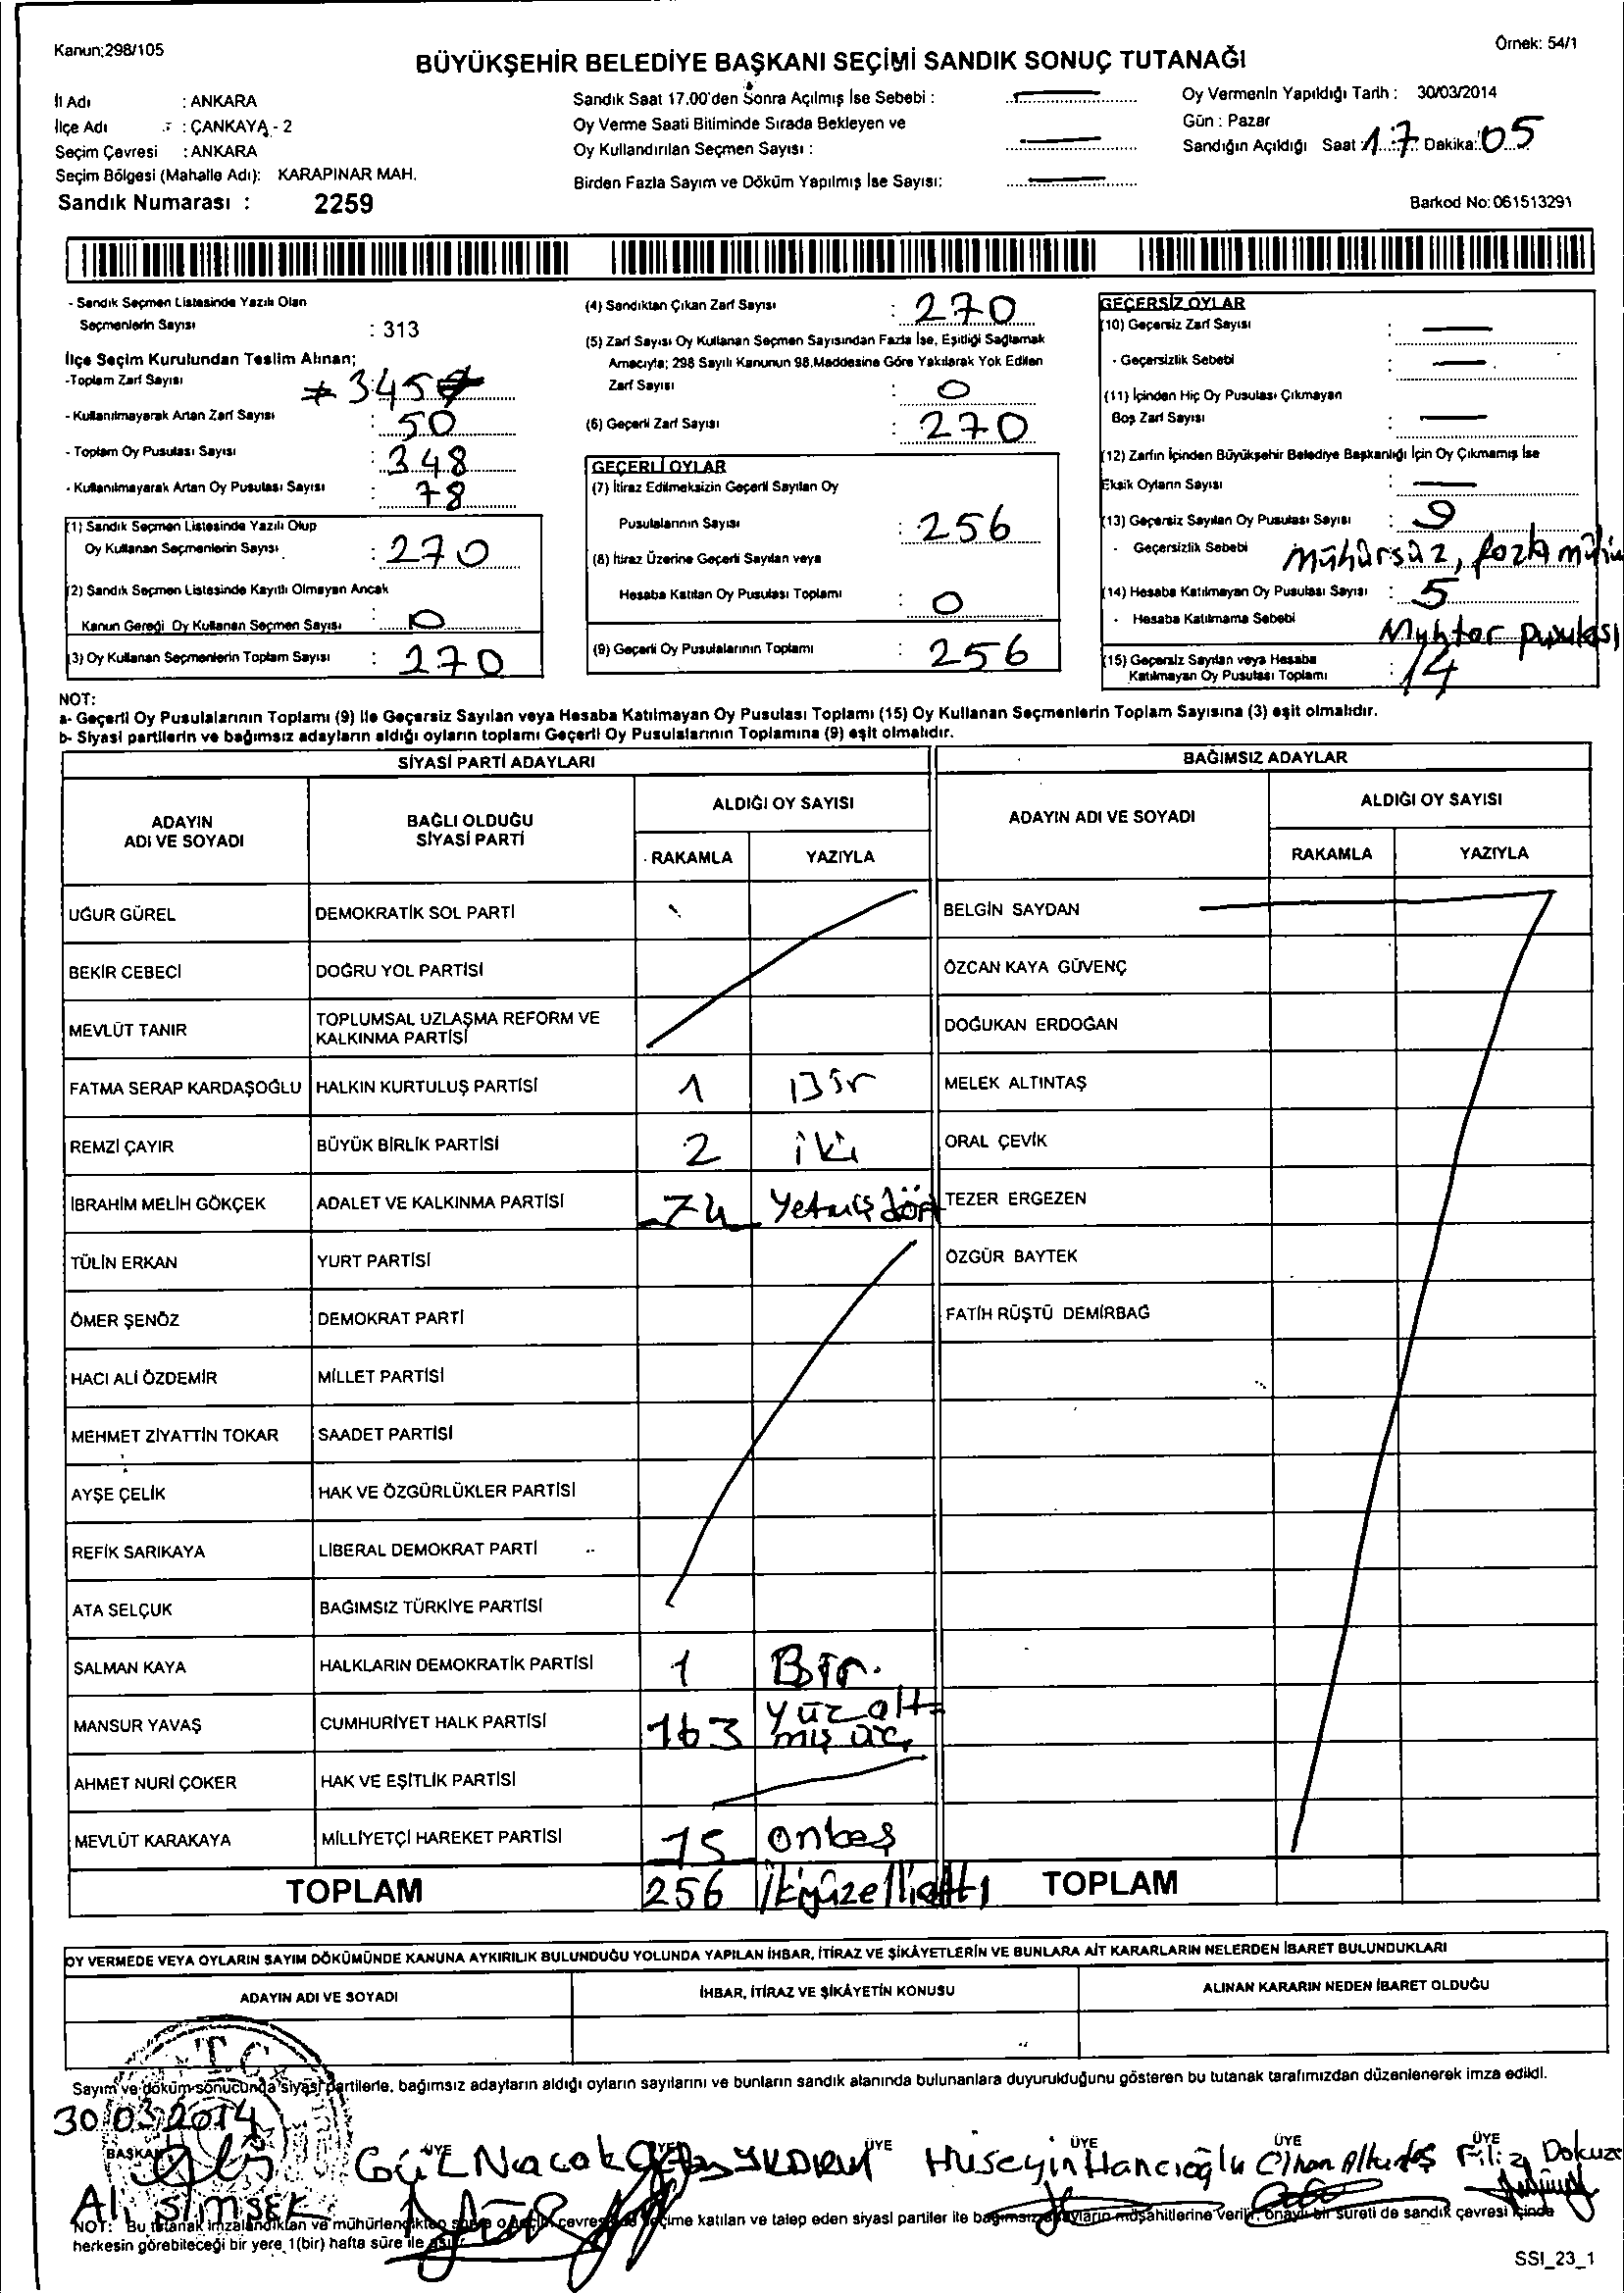 Kanun;298/105
Örnek: 54/1
BÜYÜKŞEHİR BELEDİYE BAŞKANI SEÇİMİ SANDIK SONUÇ TUTANAĞI
İl Adı : ANKARA
İlçe Adı : ÇANKAYA - 2
Seçim Çevresi : ANKARA
Seçim Bölgesi (Mahalle Adı): KARAPINAR MAH.
Sandık Numarası : 2259
Sandık Saat 17.00'den Sonra Açılmış İse Sebebi :
Oy Verme Saati Bitiminde Sırada Bekleyen ve
Oy Kullandırılan Seçmen Sayısı :
Birden Fazla Sayım ve Döküm Yapılmış İse Sayısı:
Oy Vermenin Yapıldığı Tarih : 30/03/2014
Gün : Pazar
Sandığın Açıldığı Saat : 17 Dakika: 05
Barkod No: 061513291
- Sandık Seçmen Listesinde Yazılı Olan
Seçmenlerin Sayısı : 313
İlçe Seçim Kurulundan Teslim Alınan;
-Toplam Zarf Sayısı
- Kullanılmayarak Artan Zarf Sayısı : 50
- Toplam Oy Pusulası Sayısı : 348
- Kullanılmayarak Artan Oy Pusulası Sayısı : 78
(1) Sandık Seçmen Listesinde Yazılı Olup
Oy Kullanan Seçmenlerin Sayısı : 270
(2) Sandık Seçmen Listesinde Kayıtlı Olmayan Ancak
Kanun Gereği Oy Kullanan Seçmen Sayısı : 0
(3) Oy Kullanan Seçmenlerin Toplam Sayısı : 270
(4) Sandıktan Çıkan Zarf Sayısı : 270
(5) Zarf Sayısı Oy Kullanan Seçmen Sayısından Fazla İse, Eşitliği Sağlamak
Amacıyla; 298 Sayılı Kanunun 98.Maddesine Göre Yakılarak Yok Edilen
Zarf Sayısı : 0
(6) Geçerli Zarf Sayısı : 270
GEÇERLİ OYLAR
(7) İtiraz Edilmeksizin Geçerli Sayılan Oy
Pusulalarının Sayısı : 256
(8) İtiraz Üzerine Geçerli Sayılan veya
Hesaba Katılan Oy Pusulası Toplamı : 0
(9) Geçerli Oy Pusulalarının Toplamı : 256
GEÇERSİZ OYLAR
(10) Geçersiz Zarf Sayısı :
- Geçersizlik Sebebi :
(11) İçinden Hiç Oy Pusulası Çıkmayan
Boş Zarf Sayısı :
(12) Zarfın İçinden Büyükşehir Belediye Başkanlığı İçin Oy Çıkmamış İse
Eksik Oyların Sayısı :
(13) Geçersiz Sayılan Oy Pusulası Sayısı : 9
- Geçersizlik Sebebi mühürsüz, fazla
(14) Hesaba Katılmayan Oy Pusulası Sayısı : 5
- Hesaba Katılmama Sebebi Muhtar pusulası
(15) Geçersiz Sayılan veya Hesaba
Katılmayan Oy Pusulası Toplamı : 14
NOT:
a- Geçerli Oy Pusulalarının Toplamı (9) ile Geçersiz Sayılan veya Hesaba Katılmayan Oy Pusulası Toplamı (15) Oy Kullanan Seçmenlerin Toplam Sayısına (3) eşit olmalıdır.
b- Siyasi partilerin ve bağımsız adayların aldığı oyların toplamı Geçerli Oy Pusulalarının Toplamına (9) eşit olmalıdır.
SİYASİ PARTİ ADAYLARI
BAĞIMSIZ ADAYLAR
ADAYIN
ADI VE SOYADI
BAĞLI OLDUĞU
SİYASİ PARTİ
ALDIĞI OY SAYISI
RAKAMLA YAZIYLA
ADAYIN ADI VE SOYADI
ALDIĞI OY SAYISI
RAKAMLA YAZIYLA
UĞUR GÜREL DEMOKRATİK SOL PARTİ BELGİN SAYDAN
BEKİR CEBECİ DOĞRU YOL PARTİSİ ÖZCAN KAYA GÜVENÇ
MEVLÜT TANIR TOPLUMSAL UZLAŞMA REFORM VE
KALKINMA PARTİSİ DOĞUKAN ERDOĞAN
FATMA SERAP KARDAŞOĞLU HALKIN KURTULUŞ PARTİSİ 1 Bir MELEK ALTINTAŞ
REMZİ ÇAYIR BÜYÜK BİRLİK PARTİSİ 2 iki ORAL ÇEVİK
İBRAHİM MELİH GÖKÇEK ADALET VE KALKINMA PARTİSİ 74 Yetmiş dört TEZER ERGEZEN
TÜLİN ERKAN YURT PARTİSİ ÖZGÜR BAYTEK
ÖMER ŞENÖZ DEMOKRAT PARTİ FATİH RÜŞTÜ DEMİRBAĞ
HACI ALİ ÖZDEMİR MİLLET PARTİSİ
MEHMET ZİYATTİN TOKAR SAADET PARTİSİ
AYŞE ÇELİK HAK VE ÖZGÜRLÜKLER PARTİSİ
REFİK SARIKAYA LİBERAL DEMOKRAT PARTİ
ATA SELÇUK BAĞIMSIZ TÜRKİYE PARTİSİ
SALMAN KAYA HALKLARIN DEMOKRATİK PARTİSİ 1 Bir.
MANSUR YAVAŞ CUMHURİYET HALK PARTİSİ 163 Yüz alt-
mış üç
AHMET NURİ ÇOKER HAK VE EŞİTLİK PARTİSİ
MEVLÜT KARAKAYA MİLLİYETÇİ HAREKET PARTİSİ 15 onbeş
TOPLAM 256 ikiyüzellialtı TOPLAM
OY VERMEDE VEYA OYLARIN SAYIM DÖKÜMÜNDE KANUNA AYKIRILIK BULUNDUĞU YOLUNDA YAPILAN İHBAR, İTİRAZ VE ŞİKÂYETLERİN VE BUNLARA AİT KARARLARIN NELERDEN İBARET BULUNDUKLARI
ADAYIN ADI VE SOYADI İHBAR, İTİRAZ VE ŞİKÂYETİN KONUSU ALINAN KARARIN NEDEN İBARET OLDUĞU
T.C.
Sayım ve döküm sonucunda siyasi partilerle, bağımsız adayların aldığı oyların sayılarını ve bunların sandık alanında bulunanlara duyurulduğunu gösteren bu tutanak tarafımızdan düzenlenerek imza edildi.
30.03.2014
BAŞKAN ÜYE ÜYE ÜYE ÜYE ÜYE ÜYE
Gül Nacak YILDIRIM Hüseyin Hancıoğlu Cihan Filiz
Ali ŞİMŞEK
NOT: Bu tutanak imzalandıktan ve mühürlendikten sonra o seçim çevresinde seçime katılan ve talep eden siyasi partiler ile bağımsız adayların müşahitlerine verilir, onaylı bir sureti de sandık çevresi içinde
herkesin görebileceği bir yere 1(bir) hafta süre ile asılır.
SSI_23_1